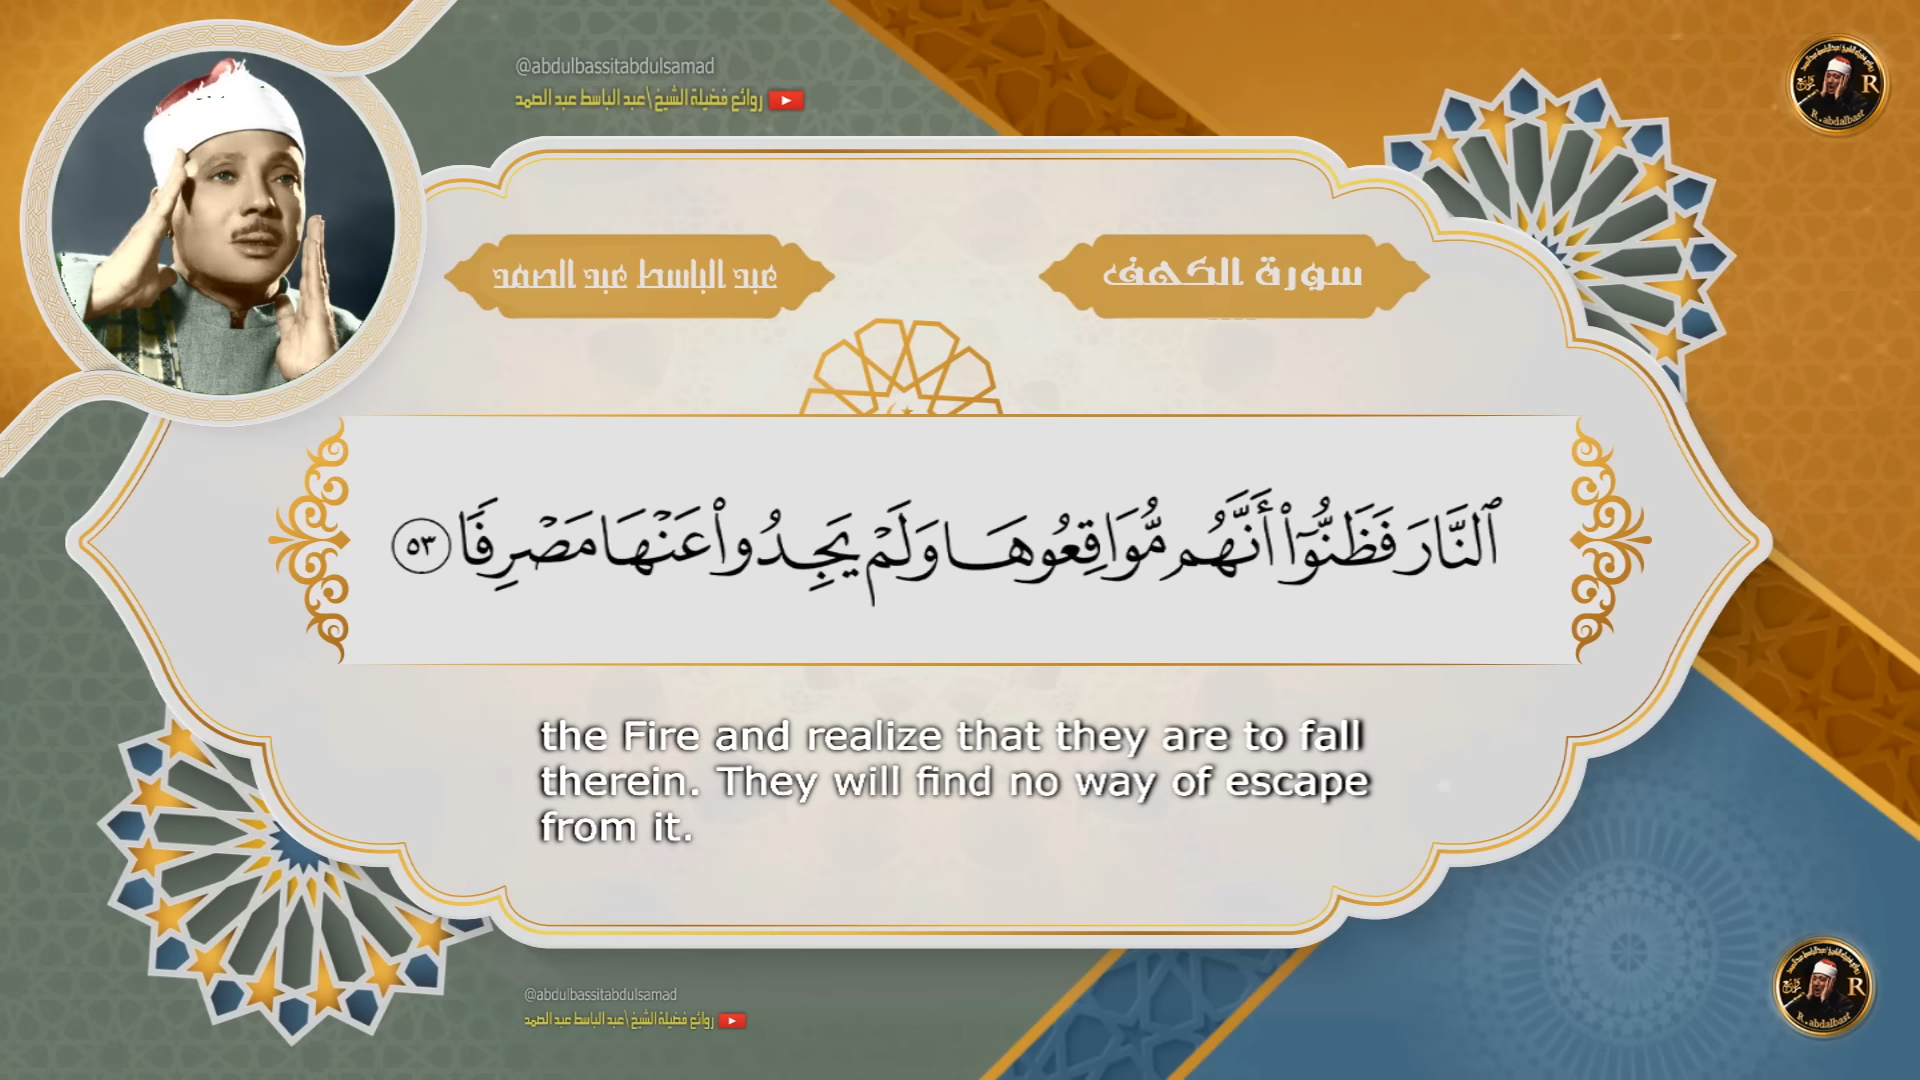 @abdulbassitabdulsamad
روائع فضيلة الشيخ \ عبد الباسط عبد الصمد
سورة الكهف
عبد الباسط عبد الصمد
ٱلنَّارَ فَظَنُّوٓا۟ أَنَّهُم مُّوَاقِعُوهَا وَلَمْ يَجِدُوا۟ عَنْهَا مَصْرِفًا ٥٣
the Fire and realize that they are to fall
therein. They will find no way of escape
from it.
@abdulbassitabdulsamad
روائع فضيلة الشيخ \ عبد الباسط عبد الصمد
R
R.abdalbast
R
R.abdalbast